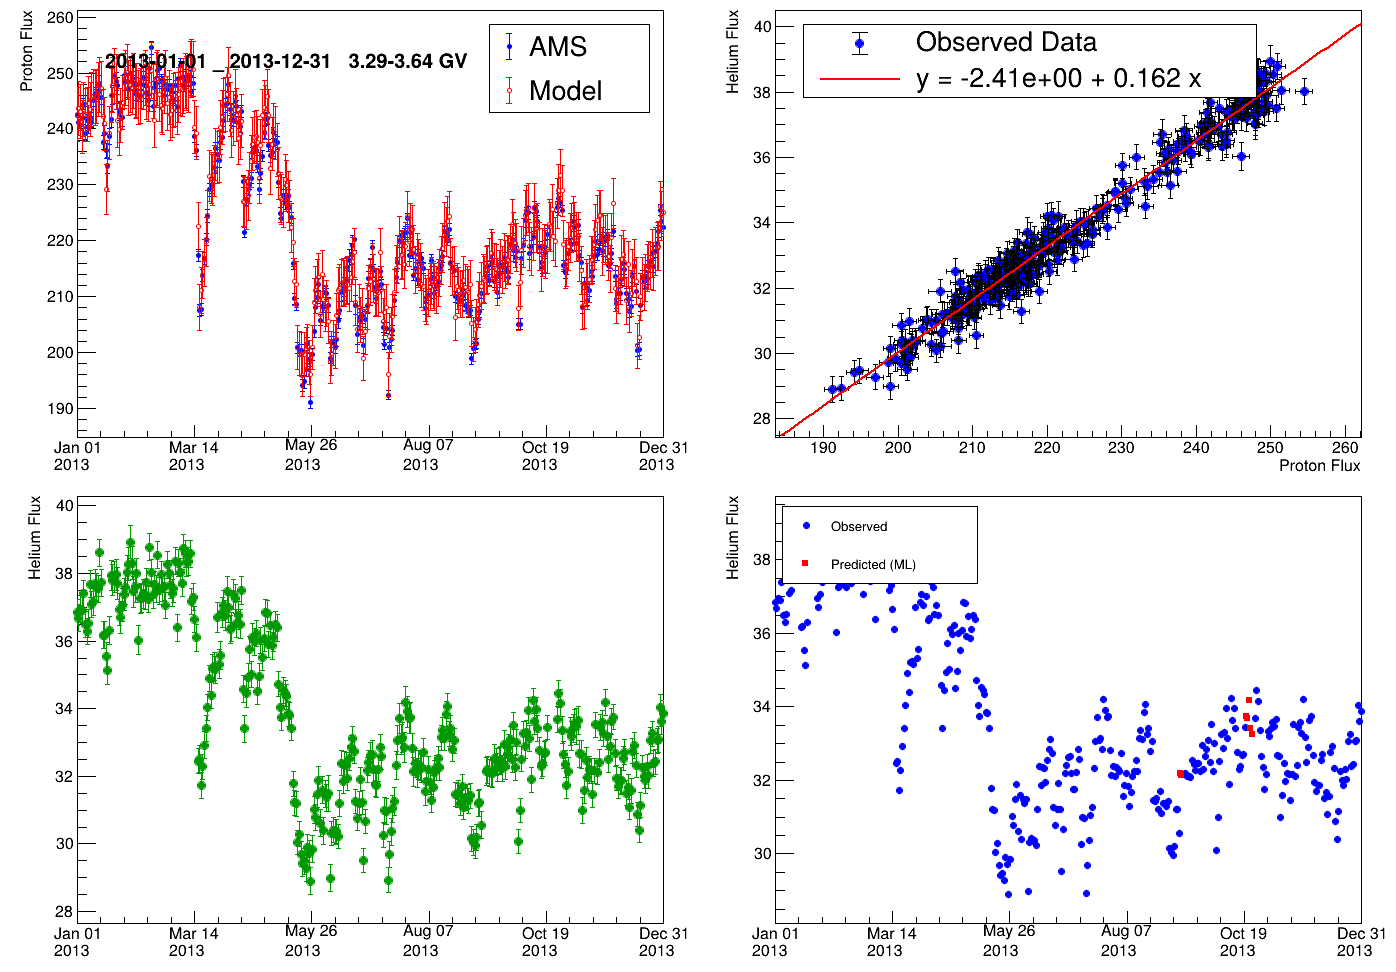 Proton Flux
260
250
240
230
220
210
200
190
2013-01-01 _ 2013-12-31 3.29-3.64 GV
AMS
Model
Jan 01 Mar 14 May 26 Aug 07 Oct 19 Dec 31
2013 2013 2013 2013 2013 2013
Helium Flux
40
38
36
34
32
30
28
Observed Data
y = -2.41e+00 + 0.162 x
190 200 210 220 230 240 250 260
Proton Flux
Helium Flux
40
38
36
34
32
30
28
Jan 01 Mar 14 May 26 Aug 07 Oct 19 Dec 31
2013 2013 2013 2013 2013 2013
Helium Flux
38
36
34
32
30
Observed
Predicted (ML)
Jan 01 Mar 14 May 26 Aug 07 Oct 19 Dec 31
2013 2013 2013 2013 2013 2013